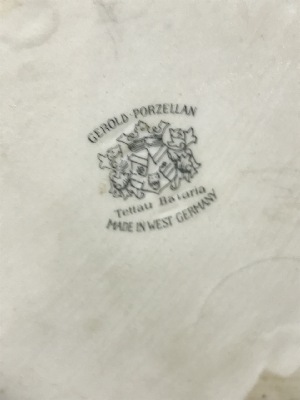 GEROLD-PORZELLAN
Tettau Bavaria
MADE IN WEST GERMANY